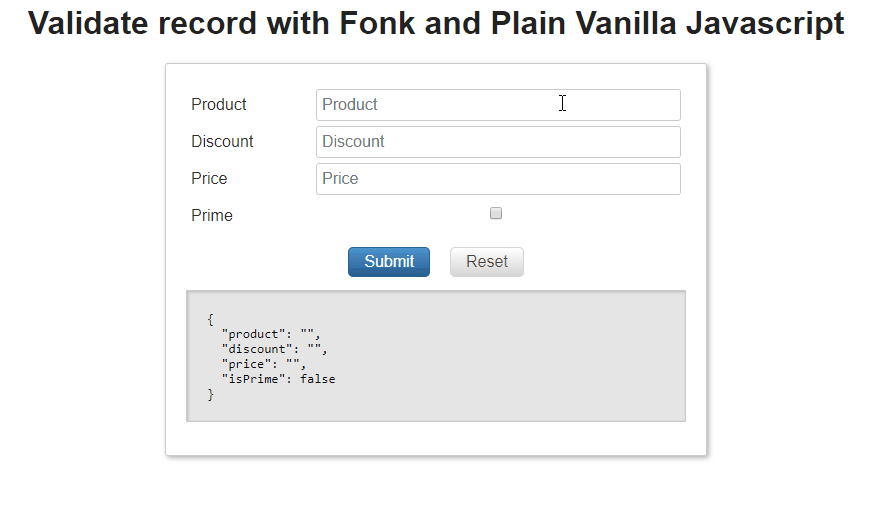 Validate record with Fonk and Plain Vanilla Javascript
Product Product
Discount Discount
Price Price
Prime
Submit Reset
{
"product": "",
"discount": "",
"price": "",
"isPrime": false
}